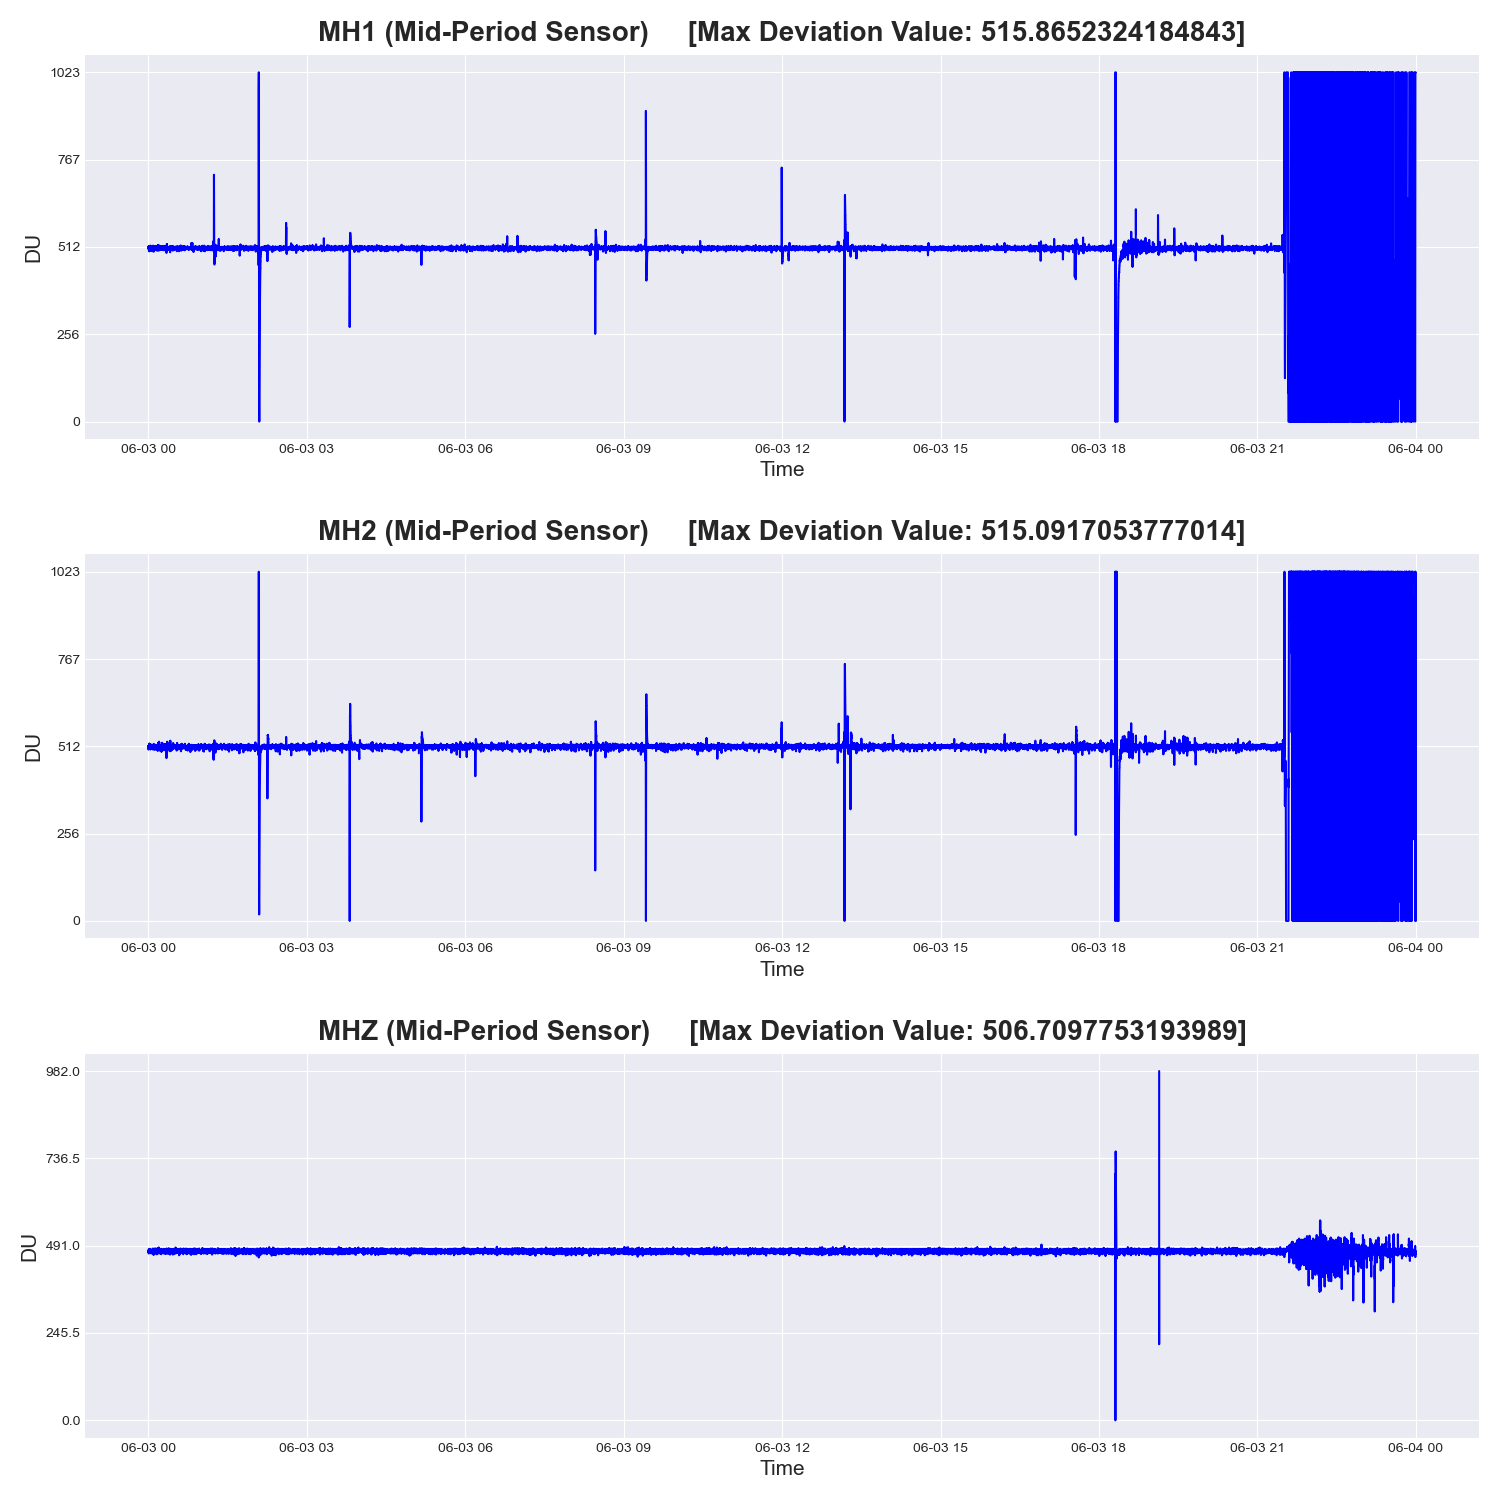 MH1 (Mid-Period Sensor) [Max Deviation Value: 515.8652324184843]
1023
767
512
256
0
DU
06-03 00 06-03 03 06-03 06 06-03 09 06-03 12 06-03 15 06-03 18 06-03 21 06-04 00
Time
MH2 (Mid-Period Sensor) [Max Deviation Value: 515.0917053777014]
1023
767
512
256
0
DU
06-03 00 06-03 03 06-03 06 06-03 09 06-03 12 06-03 15 06-03 18 06-03 21 06-04 00
Time
MHZ (Mid-Period Sensor) [Max Deviation Value: 506.7097753193989]
982.0
736.5
491.0
245.5
0.0
DU
06-03 00 06-03 03 06-03 06 06-03 09 06-03 12 06-03 15 06-03 18 06-03 21 06-04 00
Time